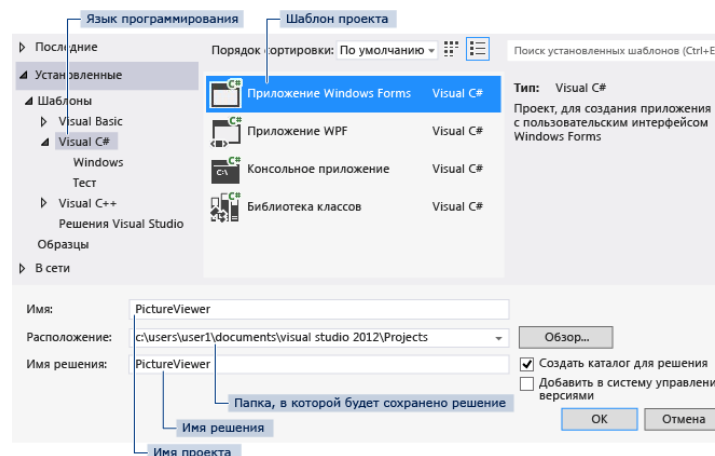 Язык программирования
Шаблон проекта
Последние
Порядок сортировки: По умолчанию
Поиск установленных шаблонов (Ctrl+E
Установленные
Шаблоны
Visual Basic
Visual C#
Windows
Тест
Visual C++
Решения Visual Studio
Образцы
В сети
C# Приложение Windows Forms Visual C#
C# Приложение WPF Visual C#
C# C:\ Консольное приложение Visual C#
C# Библиотека классов Visual C#
Тип: Visual C#
Проект, для создания приложения
с пользовательским интерфейсом
Windows Forms
Имя: PictureViewer
Расположение: c:\users\user1\documents\visual studio 2012\Projects
Обзор...
Имя решения: PictureViewer
Создать каталог для решения
Добавить в систему управлени
версиями
Папка, в которой будет сохранено решение
OK
Отмена
Имя решения
Имя проекта